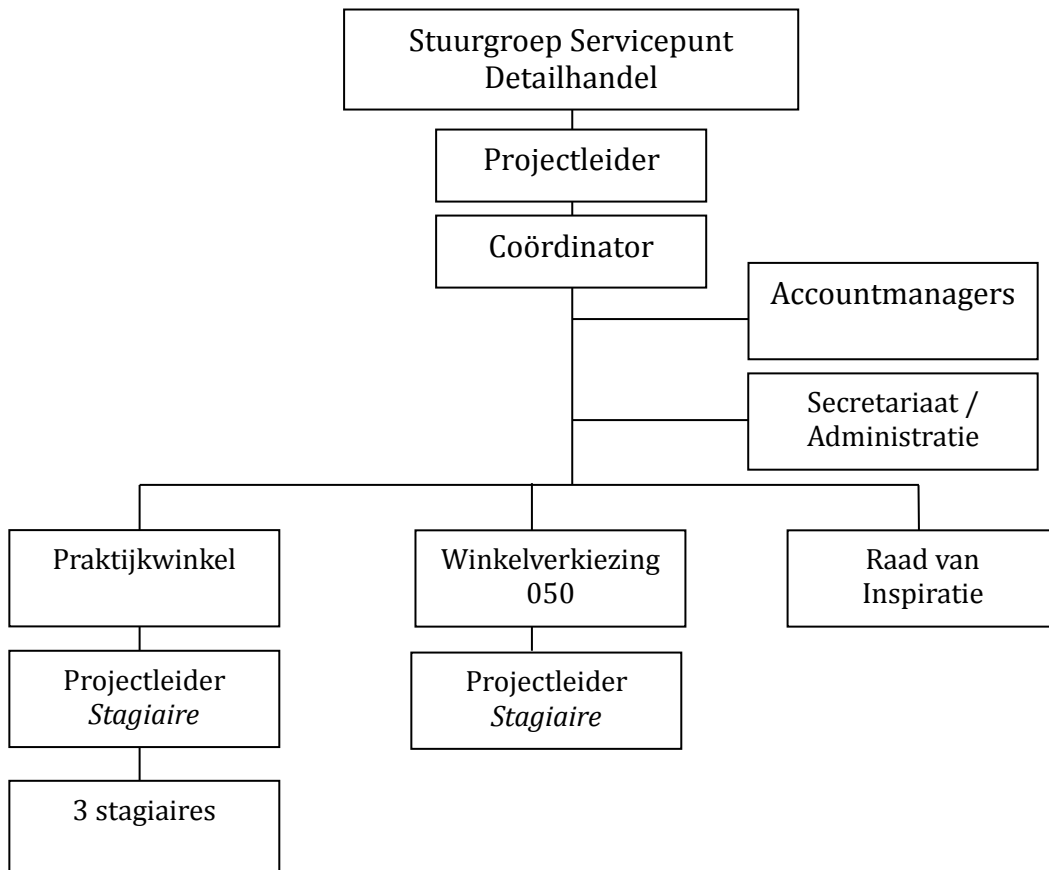 Stuurgroep Servicepunt
Detailhandel
Projectleider
Coördinator
Accountmanagers
Secretariaat /
Administratie
Praktijkwinkel
Winkelverkiezing
050
Raad van
Inspiratie
Projectleider
Stagiaire
Projectleider
Stagiaire
3 stagiaires